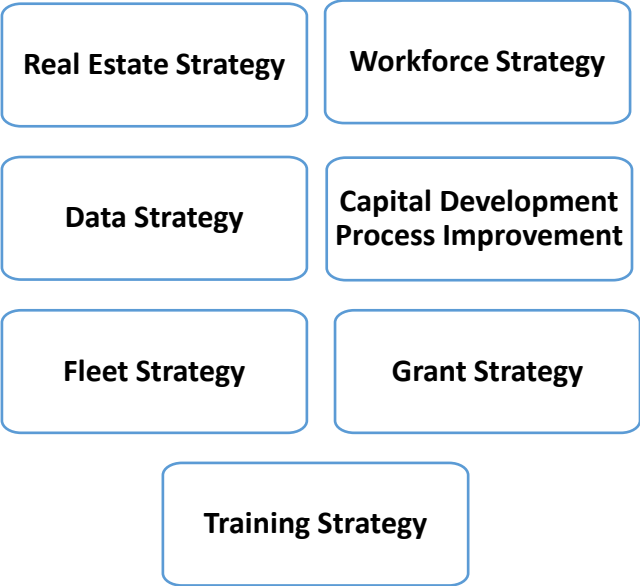 Real Estate Strategy
Workforce Strategy
Data Strategy
Capital Development
Process Improvement
Fleet Strategy
Grant Strategy
Training Strategy